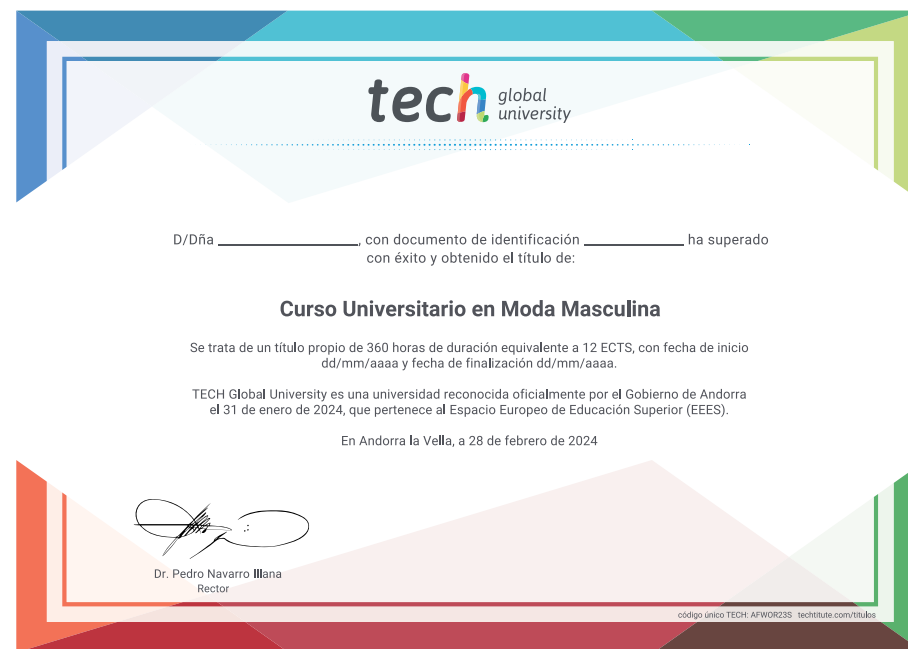 tech global university
D/Dña ____________________, con documento de identificación ______________ ha superado
con éxito y obtenido el título de:
Curso Universitario en Moda Masculina
Se trata de un título propio de 360 horas de duración equivalente a 12 ECTS, con fecha de inicio
dd/mm/aaaa y fecha de finalización dd/mm/aaaa.
TECH Global University es una universidad reconocida oficialmente por el Gobierno de Andorra
el 31 de enero de 2024, que pertenece al Espacio Europeo de Educación Superior (EEES).
En Andorra la Vella, a 28 de febrero de 2024
Dr. Pedro Navarro Illana
Rector
código único TECH: AFWOR23S techtitute.com/titulos